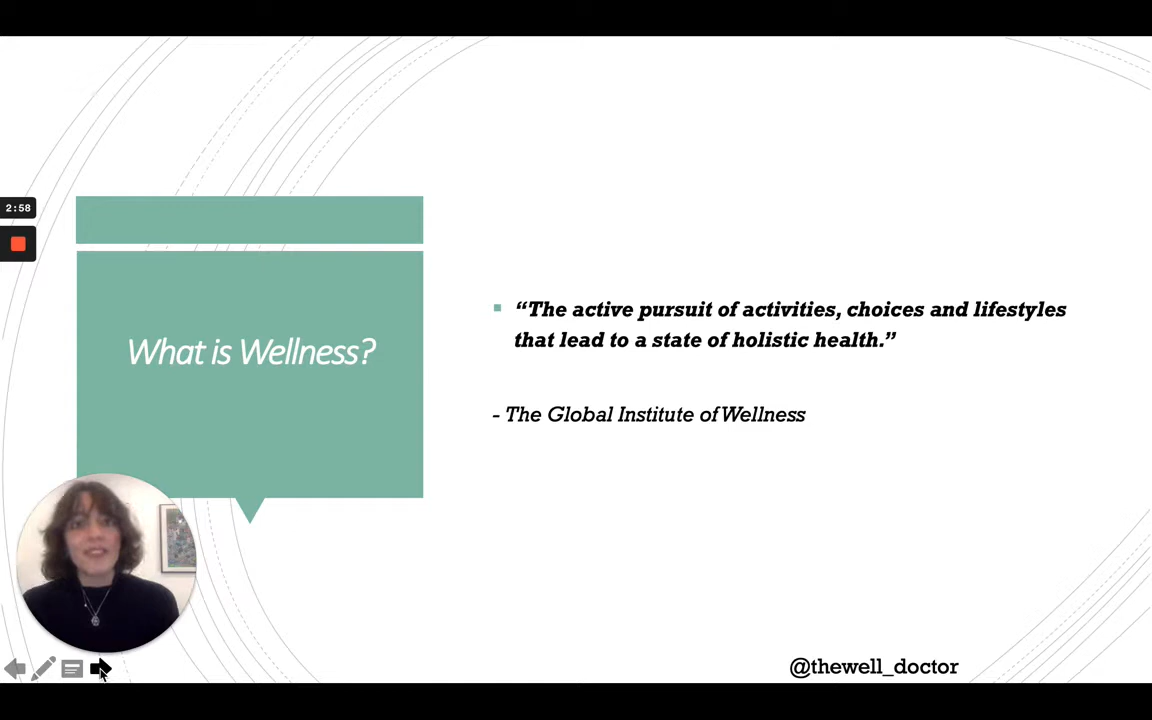 2:58
What is Wellness?
“The active pursuit of activities, choices and lifestyles
that lead to a state of holistic health.”
- The Global Institute of Wellness
@thewell_doctor